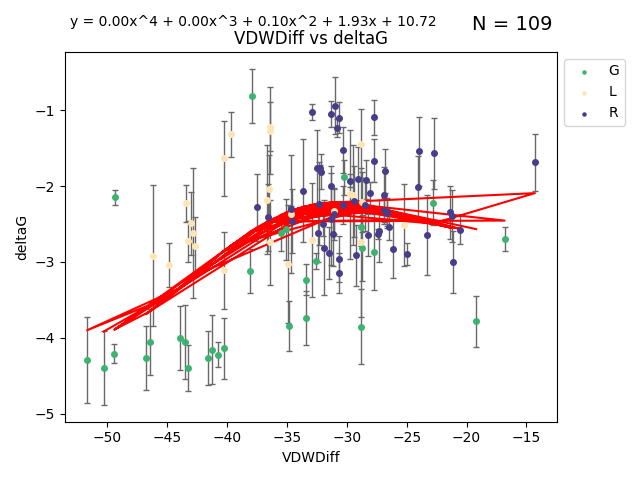 y = 0.00x^4 + 0.00x^3 + 0.10x^2 + 1.93x + 10.72
N = 109
VDWDiff vs deltaG
G
L
R
deltaG
−1
−2
−3
−4
−5
−50
−45
−40
−35
−30
−25
−20
−15
VDWDiff